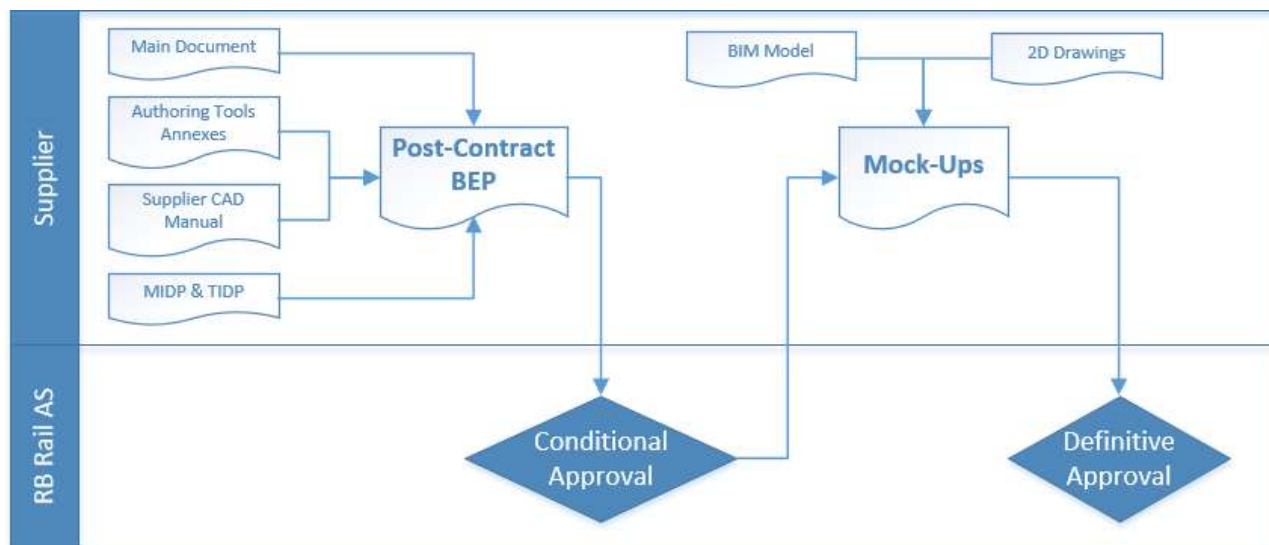 Supplier
Main Document
Authoring Tools
Annexes
Supplier CAD
Manual
MIDP & TIDP
Post-Contract
BEP
BIM Model
2D Drawings
Mock-Ups
RB Rail AS
Conditional
Approval
Definitive
Approval